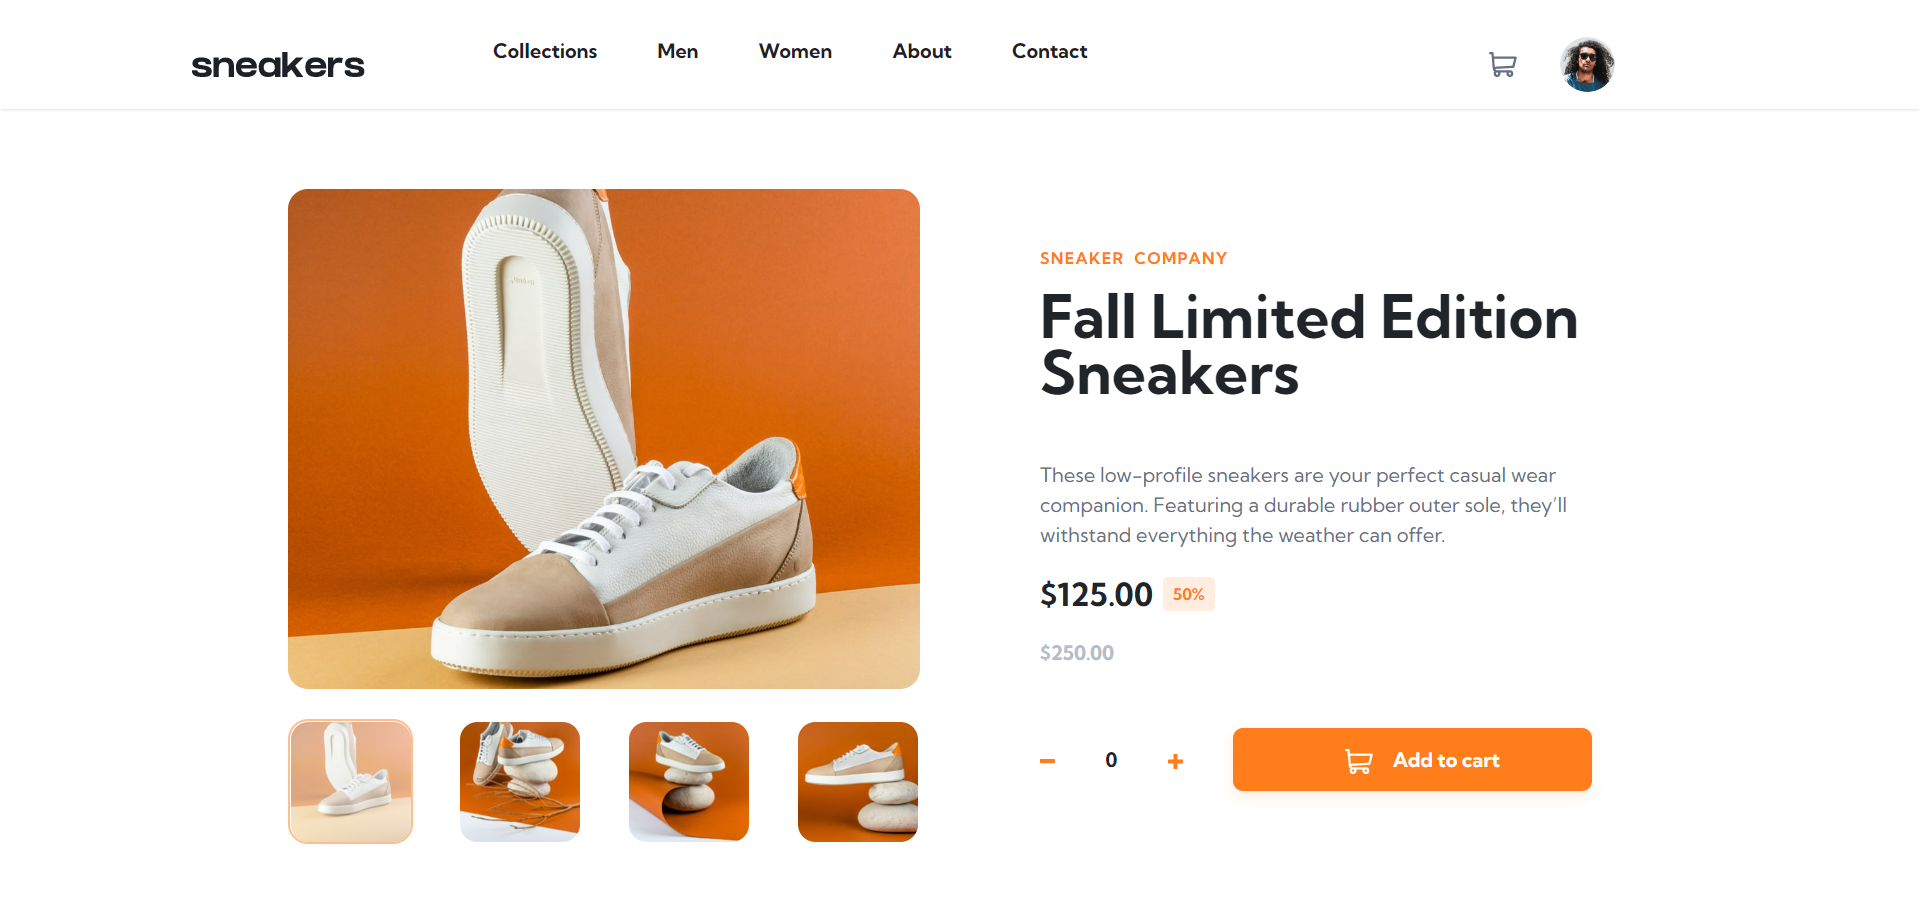 sneakers
Collections
Men
Women
About
Contact
SNEAKER COMPANY
Fall Limited Edition
Sneakers
These low-profile sneakers are your perfect casual wear
companion. Featuring a durable rubber outer sole, they’ll
withstand everything the weather can offer.
$125.00 50%
$250.00
0
Add to cart